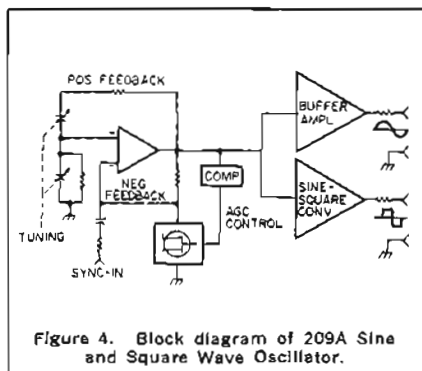 POS FEEDBACK
BUFFER
AMPL
NEG
FEEDBACK
COMP
SINE-
SQUARE
CONV
AGC
CONTROL
TUNING
SYNC-IN
Figure 4. Block diagram of 209A Sine
and Square Wave Oscillator.